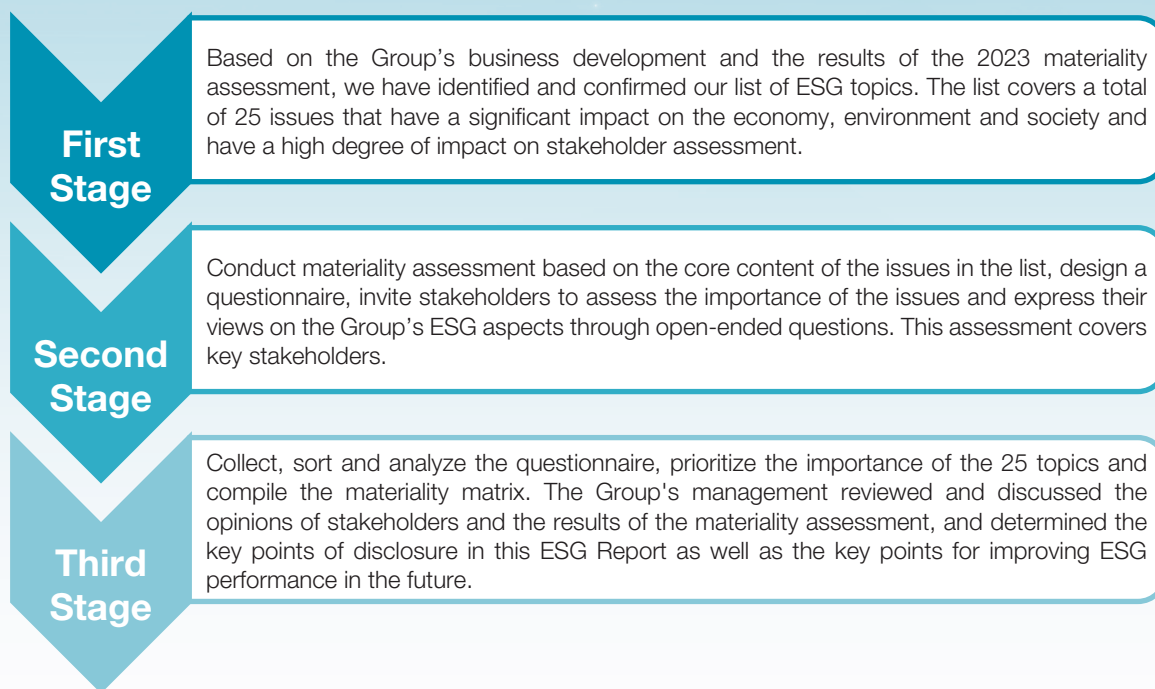 First
Stage
Based on the Group’s business development and the results of the 2023 materiality
assessment, we have identified and confirmed our list of ESG topics. The list covers a total
of 25 issues that have a significant impact on the economy, environment and society and
have a high degree of impact on stakeholder assessment.
Second
Stage
Conduct materiality assessment based on the core content of the issues in the list, design a
questionnaire, invite stakeholders to assess the importance of the issues and express their
views on the Group’s ESG aspects through open-ended questions. This assessment covers
key stakeholders.
Third
Stage
Collect, sort and analyze the questionnaire, prioritize the importance of the 25 topics and
compile the materiality matrix. The Group's management reviewed and discussed the
opinions of stakeholders and the results of the materiality assessment, and determined the
key points of disclosure in this ESG Report as well as the key points for improving ESG
performance in the future.